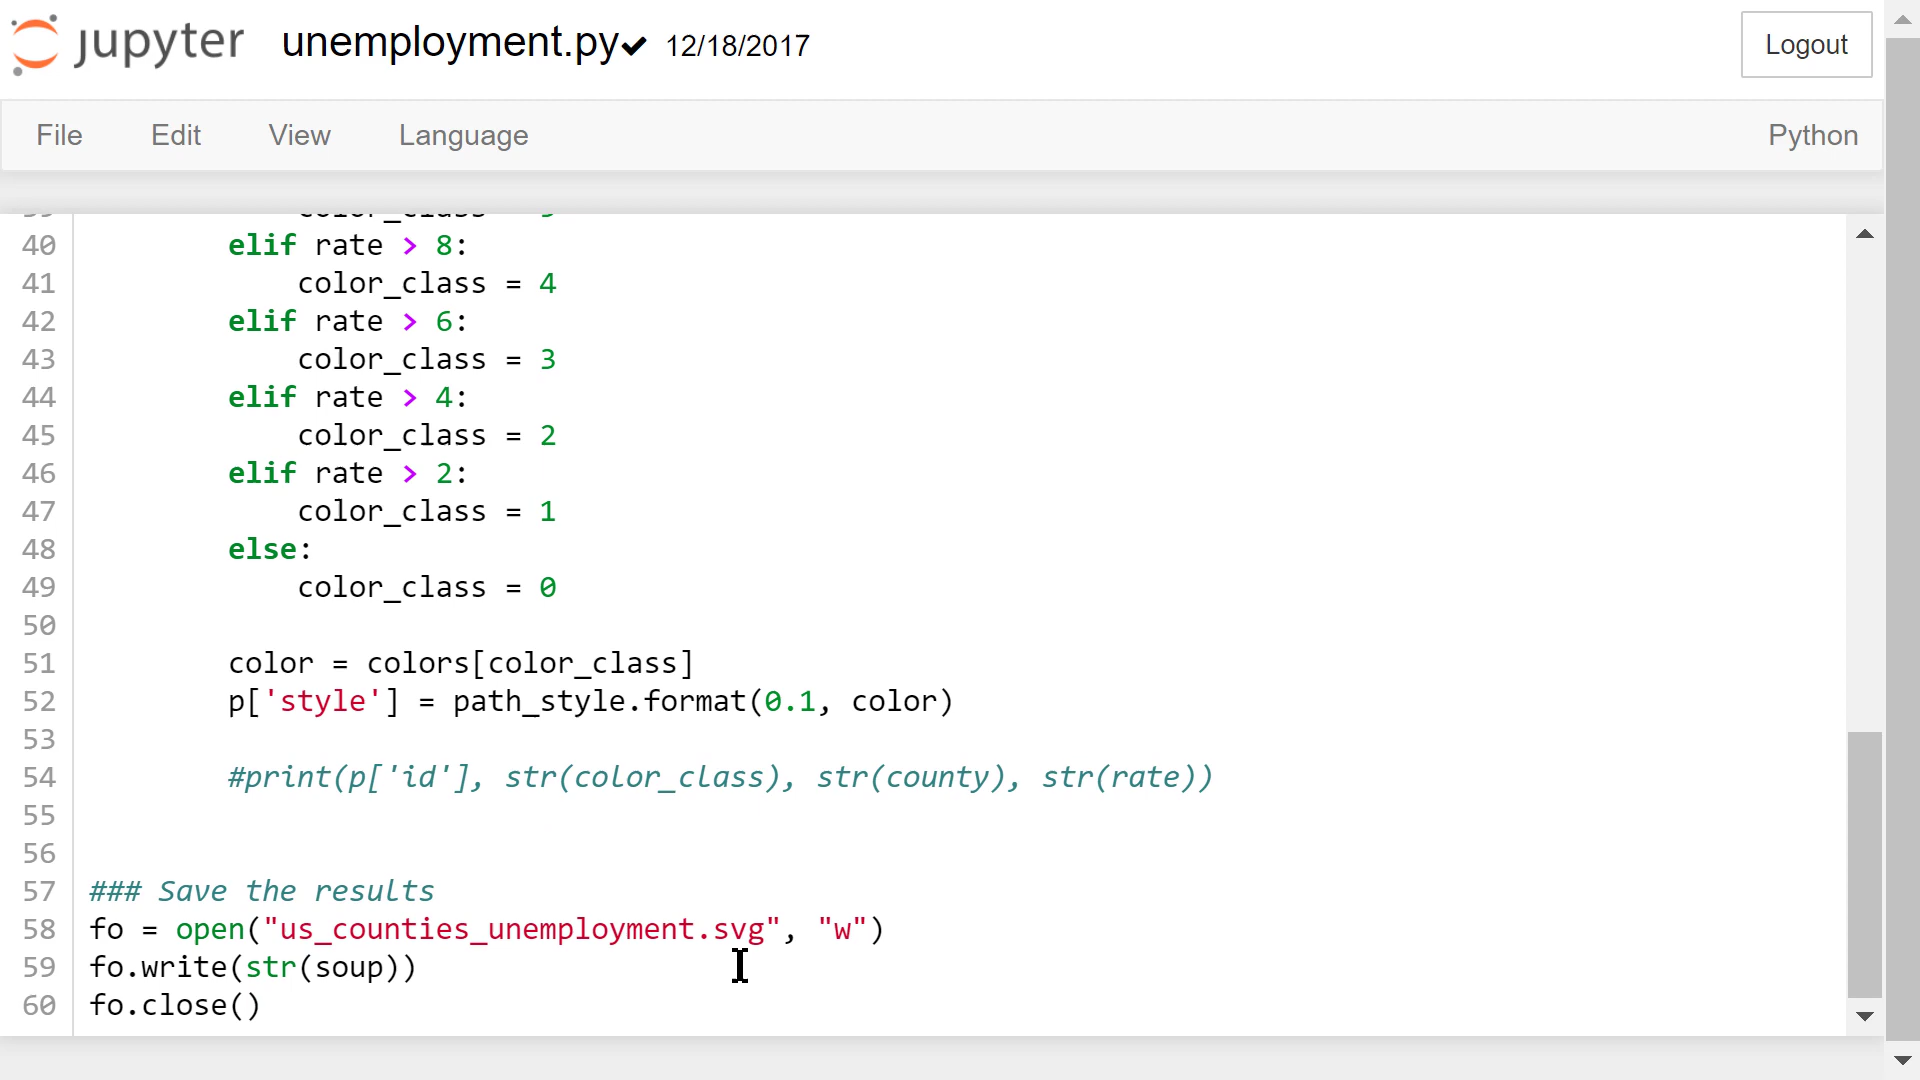 jupyter unemployment.py✔ 12/18/2017 Logout
File Edit View Language Python
40 elif rate > 8:
41 color_class = 4
42 elif rate > 6:
43 color_class = 3
44 elif rate > 4:
45 color_class = 2
46 elif rate > 2:
47 color_class = 1
48 else:
49 color_class = 0
50
51 color = colors[color_class]
52 p['style'] = path_style.format(0.1, color)
53
54 #print(p['id'], str(color_class), str(county), str(rate))
55
56
57 ### Save the results
58 fo = open("us_counties_unemployment.svg", "w")
59 fo.write(str(soup))
60 fo.close()